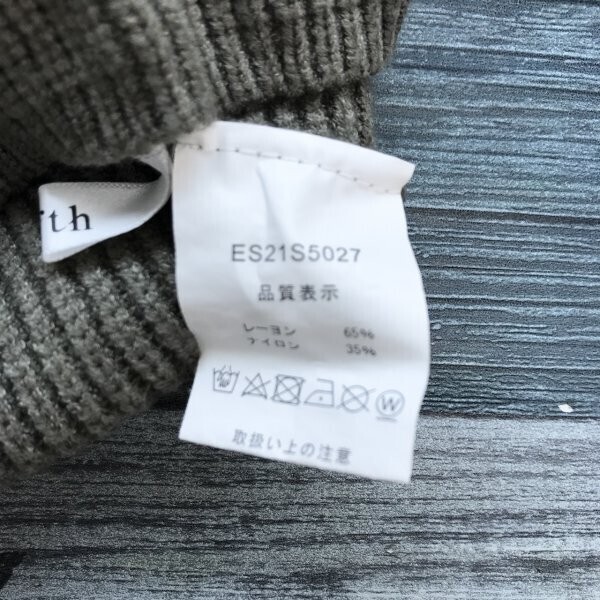 ith
ES21S5027
品質表示
レーヨン 65%
ナイロン 35%
W
取扱い上の注意